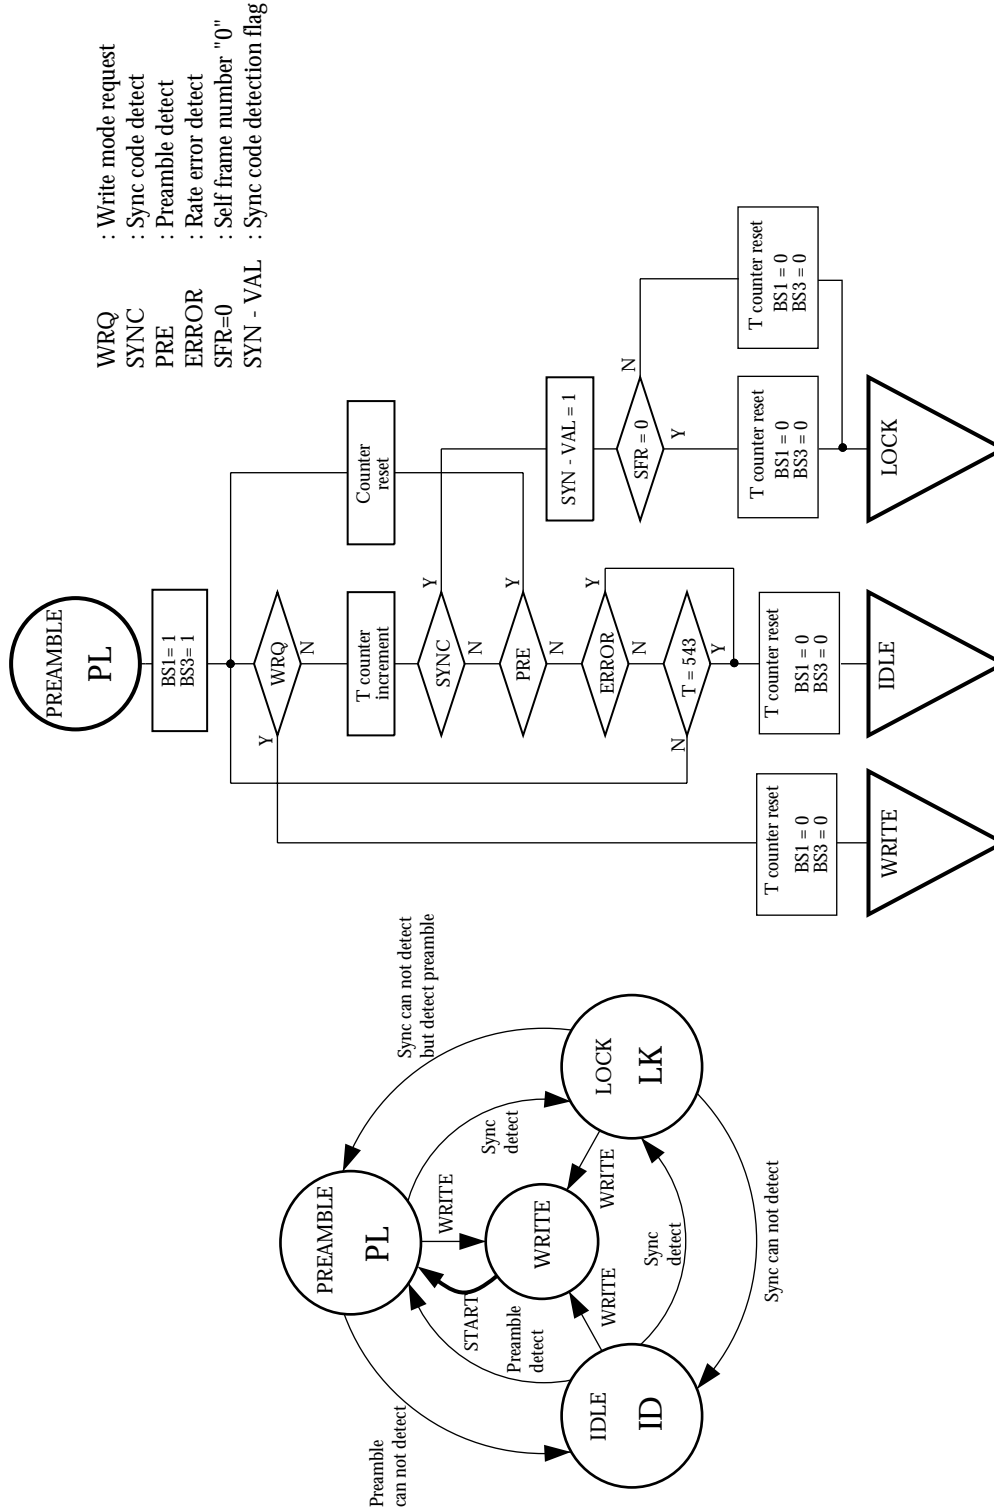 WRQ : Write mode request
SYNC : Sync code detect
PRE : Preamble detect
ERROR : Rate error detect
SFR=0 : Self frame number "0"
SYN - VAL : Sync code detection flag
PREAMBLE
PL
BS1= 1
BS3= 1
WRQ
Y
N
T counter
increment
Counter
reset
SYNC
Y
N
PRE
Y
N
ERROR
Y
N
T = 543
N
Y
SYN - VAL = 1
SFR = 0
N
Y
T counter reset
BS1 = 0
BS3 = 0
T counter reset
BS1 = 0
BS3 = 0
T counter reset
BS1 = 0
BS3 = 0
T counter reset
BS1 = 0
BS3 = 0
WRITE
IDLE
LOCK
PREAMBLE
PL
Preamble
can not detect
Sync can not detect
but detect preamble
START
WRITE
Sync
detect
Preamble
detect
WRITE
WRITE
WRITE
IDLE
ID
Sync
detect
LOCK
LK
Sync can not detect